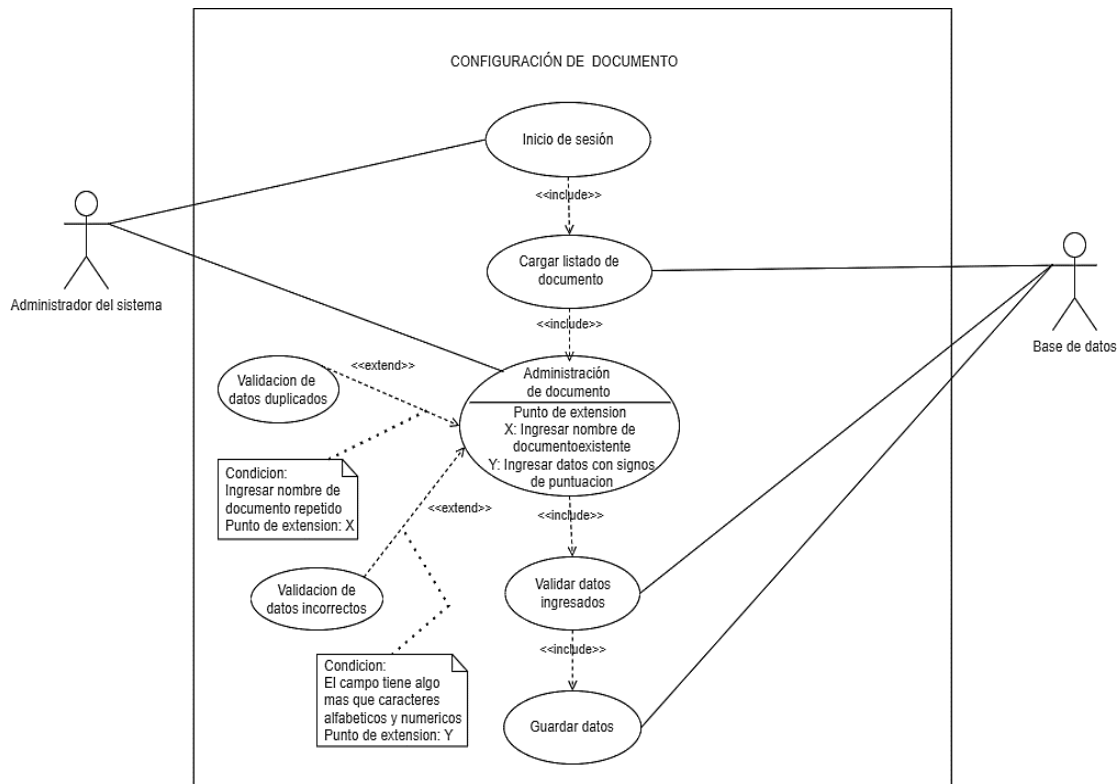 CONFIGURACIÓN DE DOCUMENTO
Inicio de sesión
<<include>>
Cargar listado de
documento
Administrador del sistema
<<include>>
Base de datos
<<extend>>
Validacion de
datos duplicados
Administración
de documento
Punto de extension
X: Ingresar nombre de
documentoexistente
Y: Ingresar datos con signos
de puntuacion
Condicion:
Ingresar nombre de
documento repetido
Punto de extension: X
<<extend>>
<<include>>
Validacion de
datos incorrectos
Validar datos
ingresados
<<include>>
Condicion:
El campo tiene algo
mas que caracteres
alfabeticos y numericos
Punto de extension: Y
Guardar datos